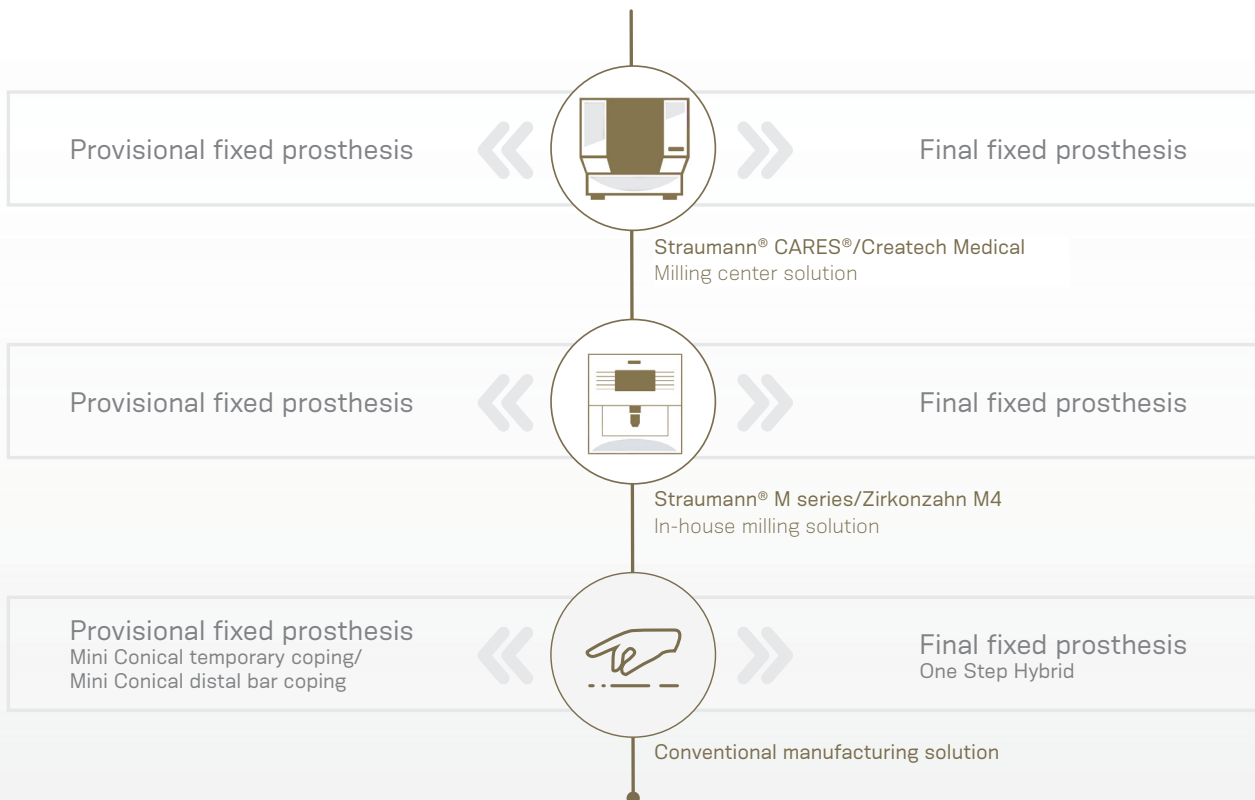 Provisional fixed prosthesis
Final fixed prosthesis
Straumann® CARES®/Createch Medical
Milling center solution
Provisional fixed prosthesis
Final fixed prosthesis
Straumann® M series/Zirkonzahn M4
In-house milling solution
Provisional fixed prosthesis
Mini Conical temporary coping/
Mini Conical distal bar coping
Final fixed prosthesis
One Step Hybrid
Conventional manufacturing solution